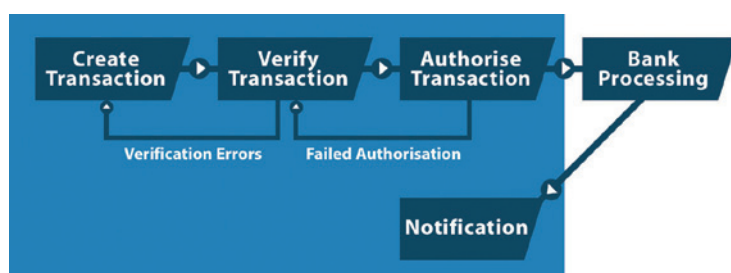 Create
Transaction
Verify
Transaction
Authorise
Transaction
Bank
Processing
Verification Errors
Failed Authorisation
Notification